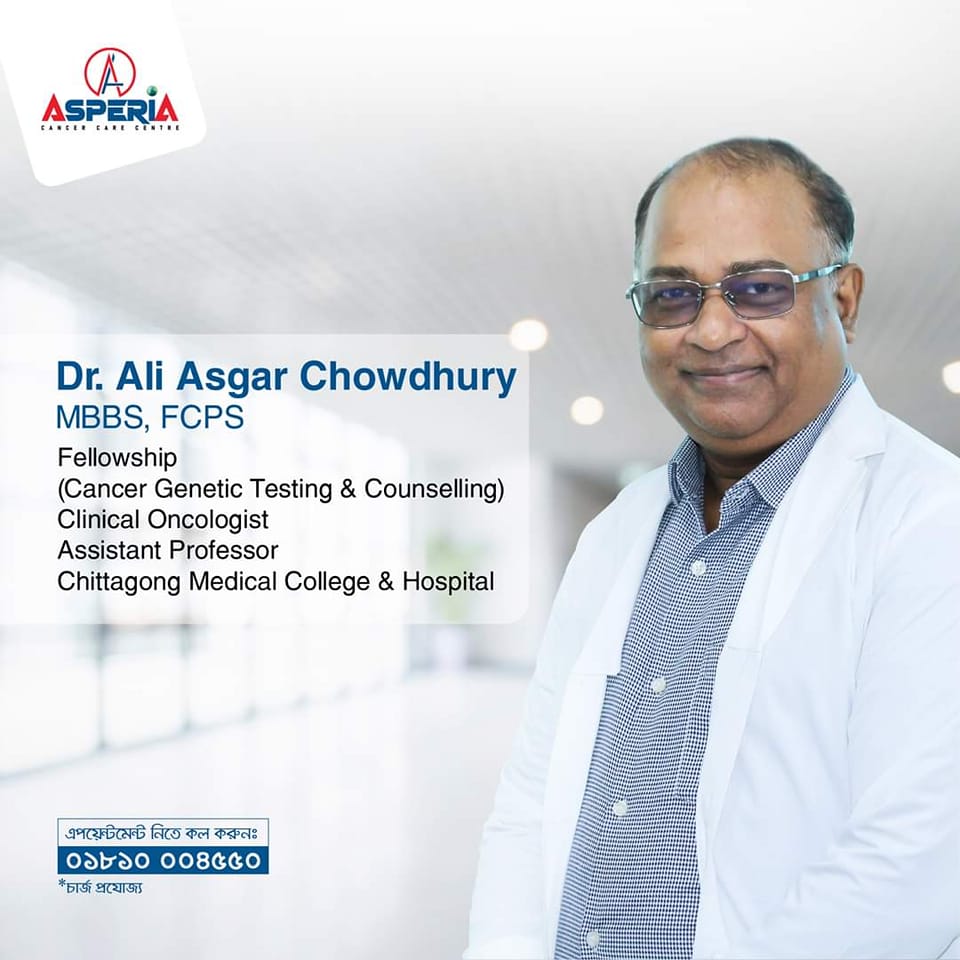 ASPERIA
CANCER CARE CENTRE
Dr. Ali Asgar Chowdhury
MBBS, FCPS
Fellowship
(Cancer Genetic Testing & Counselling)
Clinical Oncologist
Assistant Professor
Chittagong Medical College & Hospital
এপয়েন্টমেন্ট নিতে কল করুনঃ
০১৮১০ ০০৪৫৫০
*চার্জ প্রযোজ্য